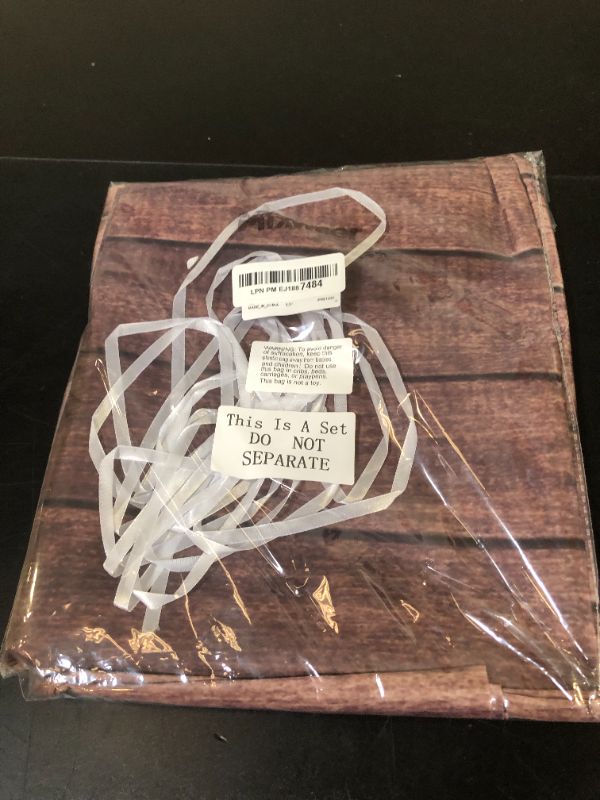 LPN PM EJ188 7484
WARNING: To avoid danger
of suffocation, keep this
plastic bag away from babies
and children. Do not use
this bag in cribs, beds,
carriages, or playpens.
This bag is not a toy.
This Is A Set
DO NOT
SEPARATE